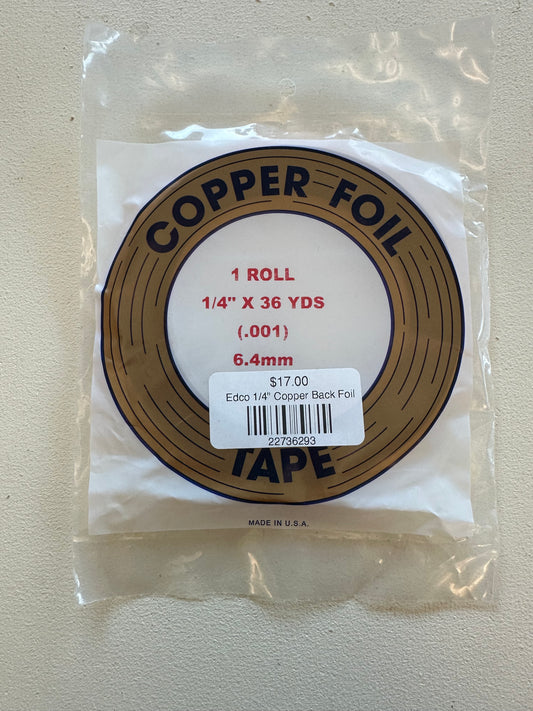 COPPER FOIL
1 ROLL
1/4" X 36 YDS
(.001)
6.4mm
$17.00
Edco 1/4" Copper Back Foil
22736293
TAPE
MADE IN U.S.A.